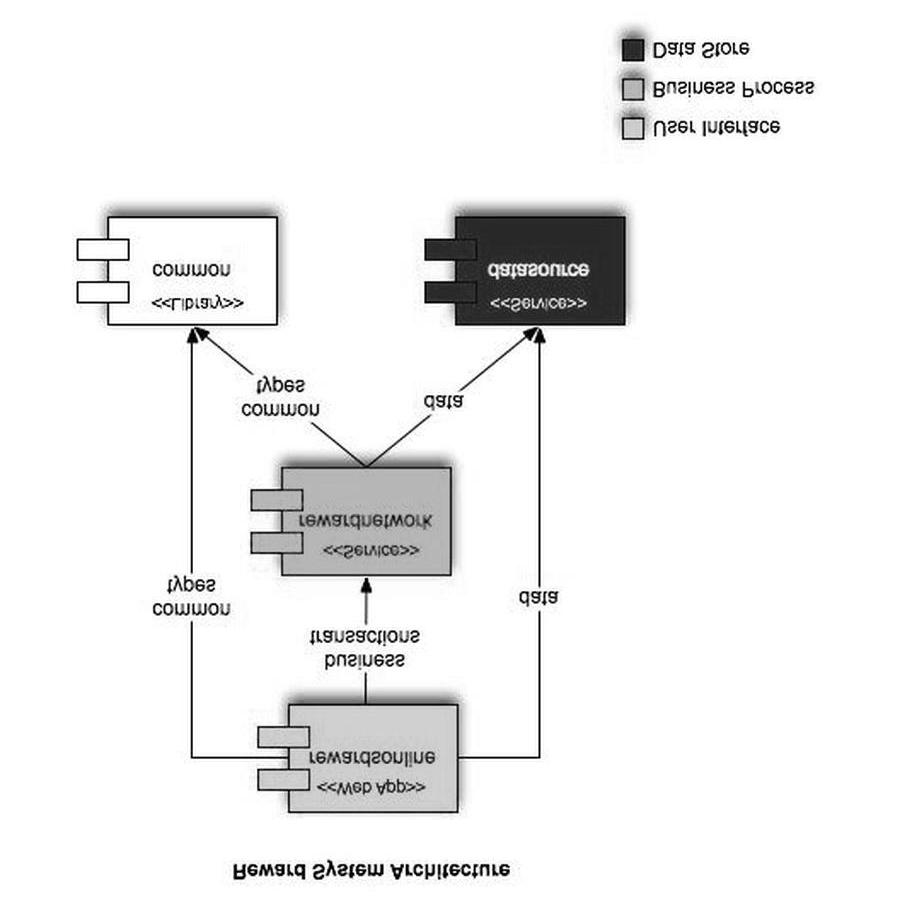 Reward System Architecture
<<Web App>>
rewardsonline
business
transactions
common
types
data
<<Service>>
rewardnetwork
common
types
data
<<Library>>
common
<<Service>>
datasource
User Interface
Business Process
Data Store